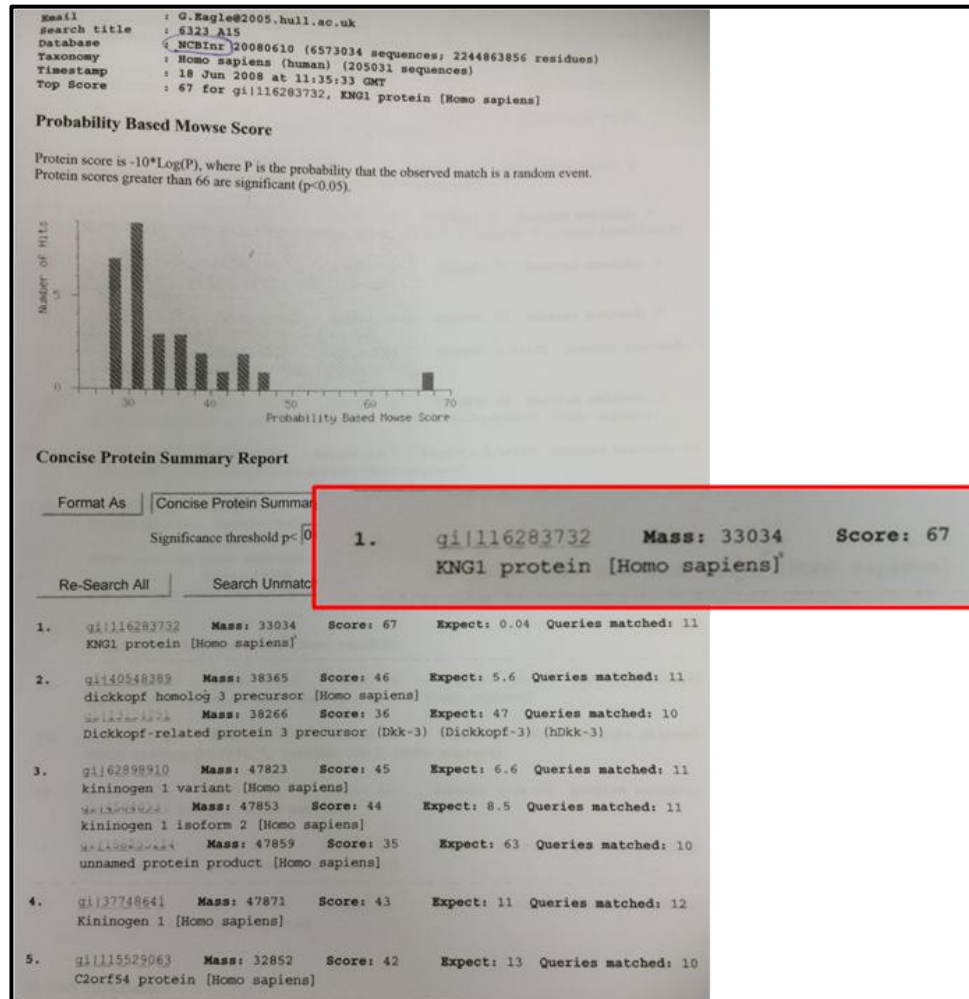 Email : G.Eagle@2005.hull.ac.uk
Search title : 6323 A15
Database : NCBInr 20080610 (6573034 sequences; 2244863856 residues)
Taxonomy : Homo sapiens (human) (205031 sequences)
Timestamp : 18 Jun 2008 at 11:35:33 GMT
Top Score : 67 for gi|116283732, KNG1 protein [Homo sapiens]
Probability Based Mowse Score
Protein score is -10*Log(P), where P is the probability that the observed match is a random event.
Protein scores greater than 66 are significant (p<0.05).
Number of Hits
5
0
30 40 50 60 70
Probability Based Mowse Score
Concise Protein Summary Report
Format As Concise Protein Summar
Significance threshold p< 0
Re-Search All Search Unmatc
1. gi|116283732 Mass: 33034 Score: 67
KNG1 protein [Homo sapiens]
1. gi|116283732 Mass: 33034 Score: 67 Expect: 0.04 Queries matched: 11
KNG1 protein [Homo sapiens]
2. gi|40548389 Mass: 38365 Score: 46 Expect: 5.6 Queries matched: 11
dickkopf homolog 3 precursor [Homo sapiens]
Mass: 38266 Score: 36 Expect: 47 Queries matched: 10
Dickkopf-related protein 3 precursor (Dkk-3) (Dickkopf-3) (hDkk-3)
3. gi|62898910 Mass: 47823 Score: 45 Expect: 6.6 Queries matched: 11
kininogen 1 variant [Homo sapiens]
Mass: 47853 Score: 44 Expect: 8.5 Queries matched: 11
kininogen 1 isoform 2 [Homo sapiens]
Mass: 47859 Score: 35 Expect: 63 Queries matched: 10
unnamed protein product [Homo sapiens]
4. gi|37748641 Mass: 47871 Score: 43 Expect: 11 Queries matched: 12
Kininogen 1 [Homo sapiens]
5. gi|115529063 Mass: 32852 Score: 42 Expect: 13 Queries matched: 10
C2orf54 protein [Homo sapiens]